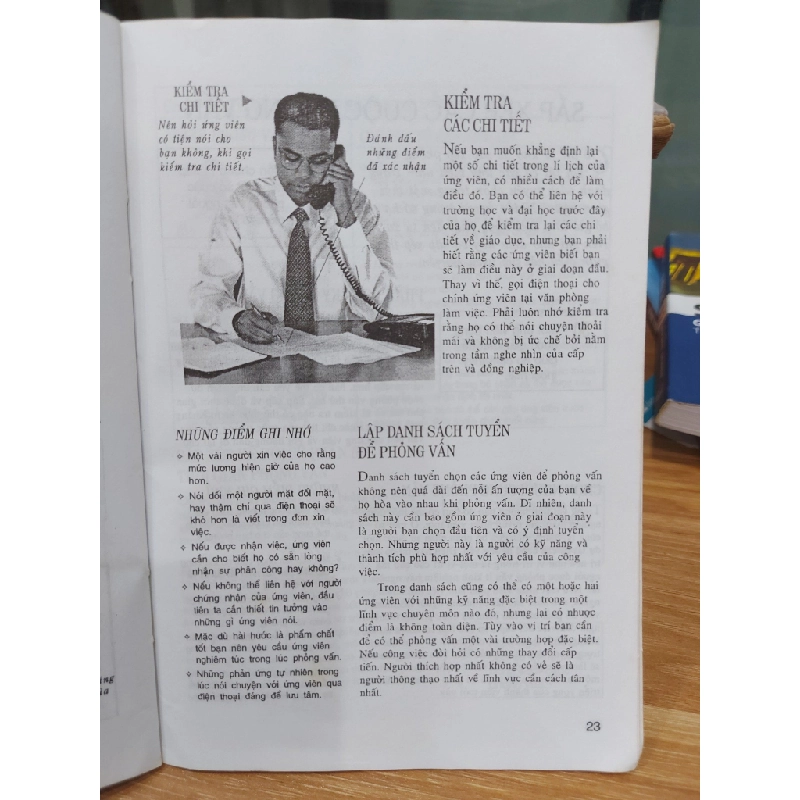 KIỂM TRA
CHI TIẾT
Nên hỏi ứng viên
có tiện nói cho
bạn không, khi gọi
kiểm tra chi tiết.
Đánh dấu
những điểm
đã xác nhận
KIỂM TRA
CÁC CHI TIẾT
Nếu bạn muốn khẳng định lại
một số chi tiết trong lí lịch của
ứng viên, có nhiều cách để làm
điều đó. Bạn có thể liên hệ với
trường học và đại học trước đây
của họ để kiểm tra lại các chi
tiết về giáo dục, nhưng bạn phải
biết rằng các ứng viên biết bạn
sẽ làm điều này ở giai đoạn đầu.
Thay vì thế, gọi điện thoại cho
chính ứng viên tại văn phòng
làm việc. Phải luôn nhớ kiểm tra
rằng họ có thể nói chuyện thoải
mái và không bị ức chế bởi nằm
trong tầm nghe nhìn của cấp
trên và đồng nghiệp.
NHỮNG ĐIỂM GHI NHỚ
Một vài người xin việc cho rằng
mức lương hiện giờ của họ cao
hơn.
Nói dối một người mặt đối mặt,
hay thậm chí qua điện thoại sẽ
khó hơn là viết trong đơn xin
việc.
Nếu được nhận việc, ứng viên
cần cho biết họ có sẵn lòng
nhận sự phân công hay không?
Nếu không thể liên hệ với người
chứng nhận của ứng viên, đầu
tiên ta cần thiết tin tưởng vào
những gì ứng viên nói.
Mặc dù hài hước là phẩm chất
tốt bạn nên yêu cầu ứng viên
nghiêm túc trong lúc phỏng vấn.
Những phản ứng tự nhiên trong
lúc nói chuyện với ứng viên qua
điện thoại đáng để lưu tâm.
LẬP DANH SÁCH TUYỂN
ĐỂ PHỎNG VẤN
Danh sách tuyển chọn các ứng viên để phỏng vấn
không nên quá dài đến nỗi ấn tượng của bạn về
họ hòa vào nhau khi phỏng vấn. Dĩ nhiên, danh
sách này cần bao gồm ứng viên ở giai đoạn này
là người bạn chọn đầu tiên và có ý định tuyển
chọn. Những người này là người có kỹ năng và
thành tích phù hợp nhất với yêu cầu của công
việc.
Trong danh sách cũng có thể có một hoặc hai
ứng viên với những kỹ năng đặc biệt trong một
lĩnh vực chuyên môn nào đó, nhưng lại có nhược
điểm là không toàn diện. Tùy vào vị trí bạn cần
để có thể phỏng vấn một vài trường hợp đặc biệt.
Nếu công việc đòi hỏi có những thay đổi cấp
tiến. Người thích hợp nhất không có vẻ sẽ là
người thông thạo nhất về lĩnh vực cần cách tân
nhất.
23